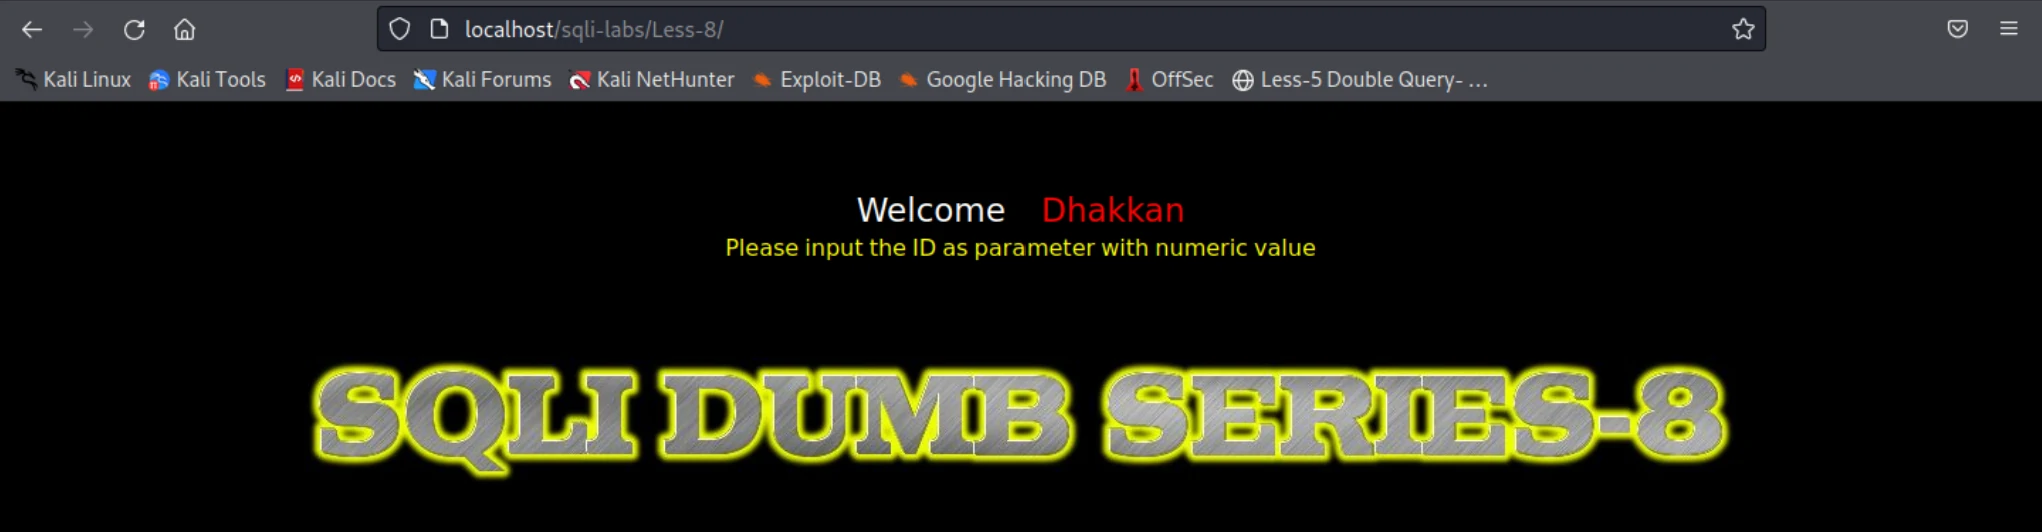 localhost/sqli-labs/Less-8/
Kali Linux Kali Tools Kali Docs Kali Forums Kali NetHunter Exploit-DB Google Hacking DB OffSec Less-5 Double Query- …
Welcome Dhakkan
Please input the ID as parameter with numeric value
SQLI DUMB SERIES-8